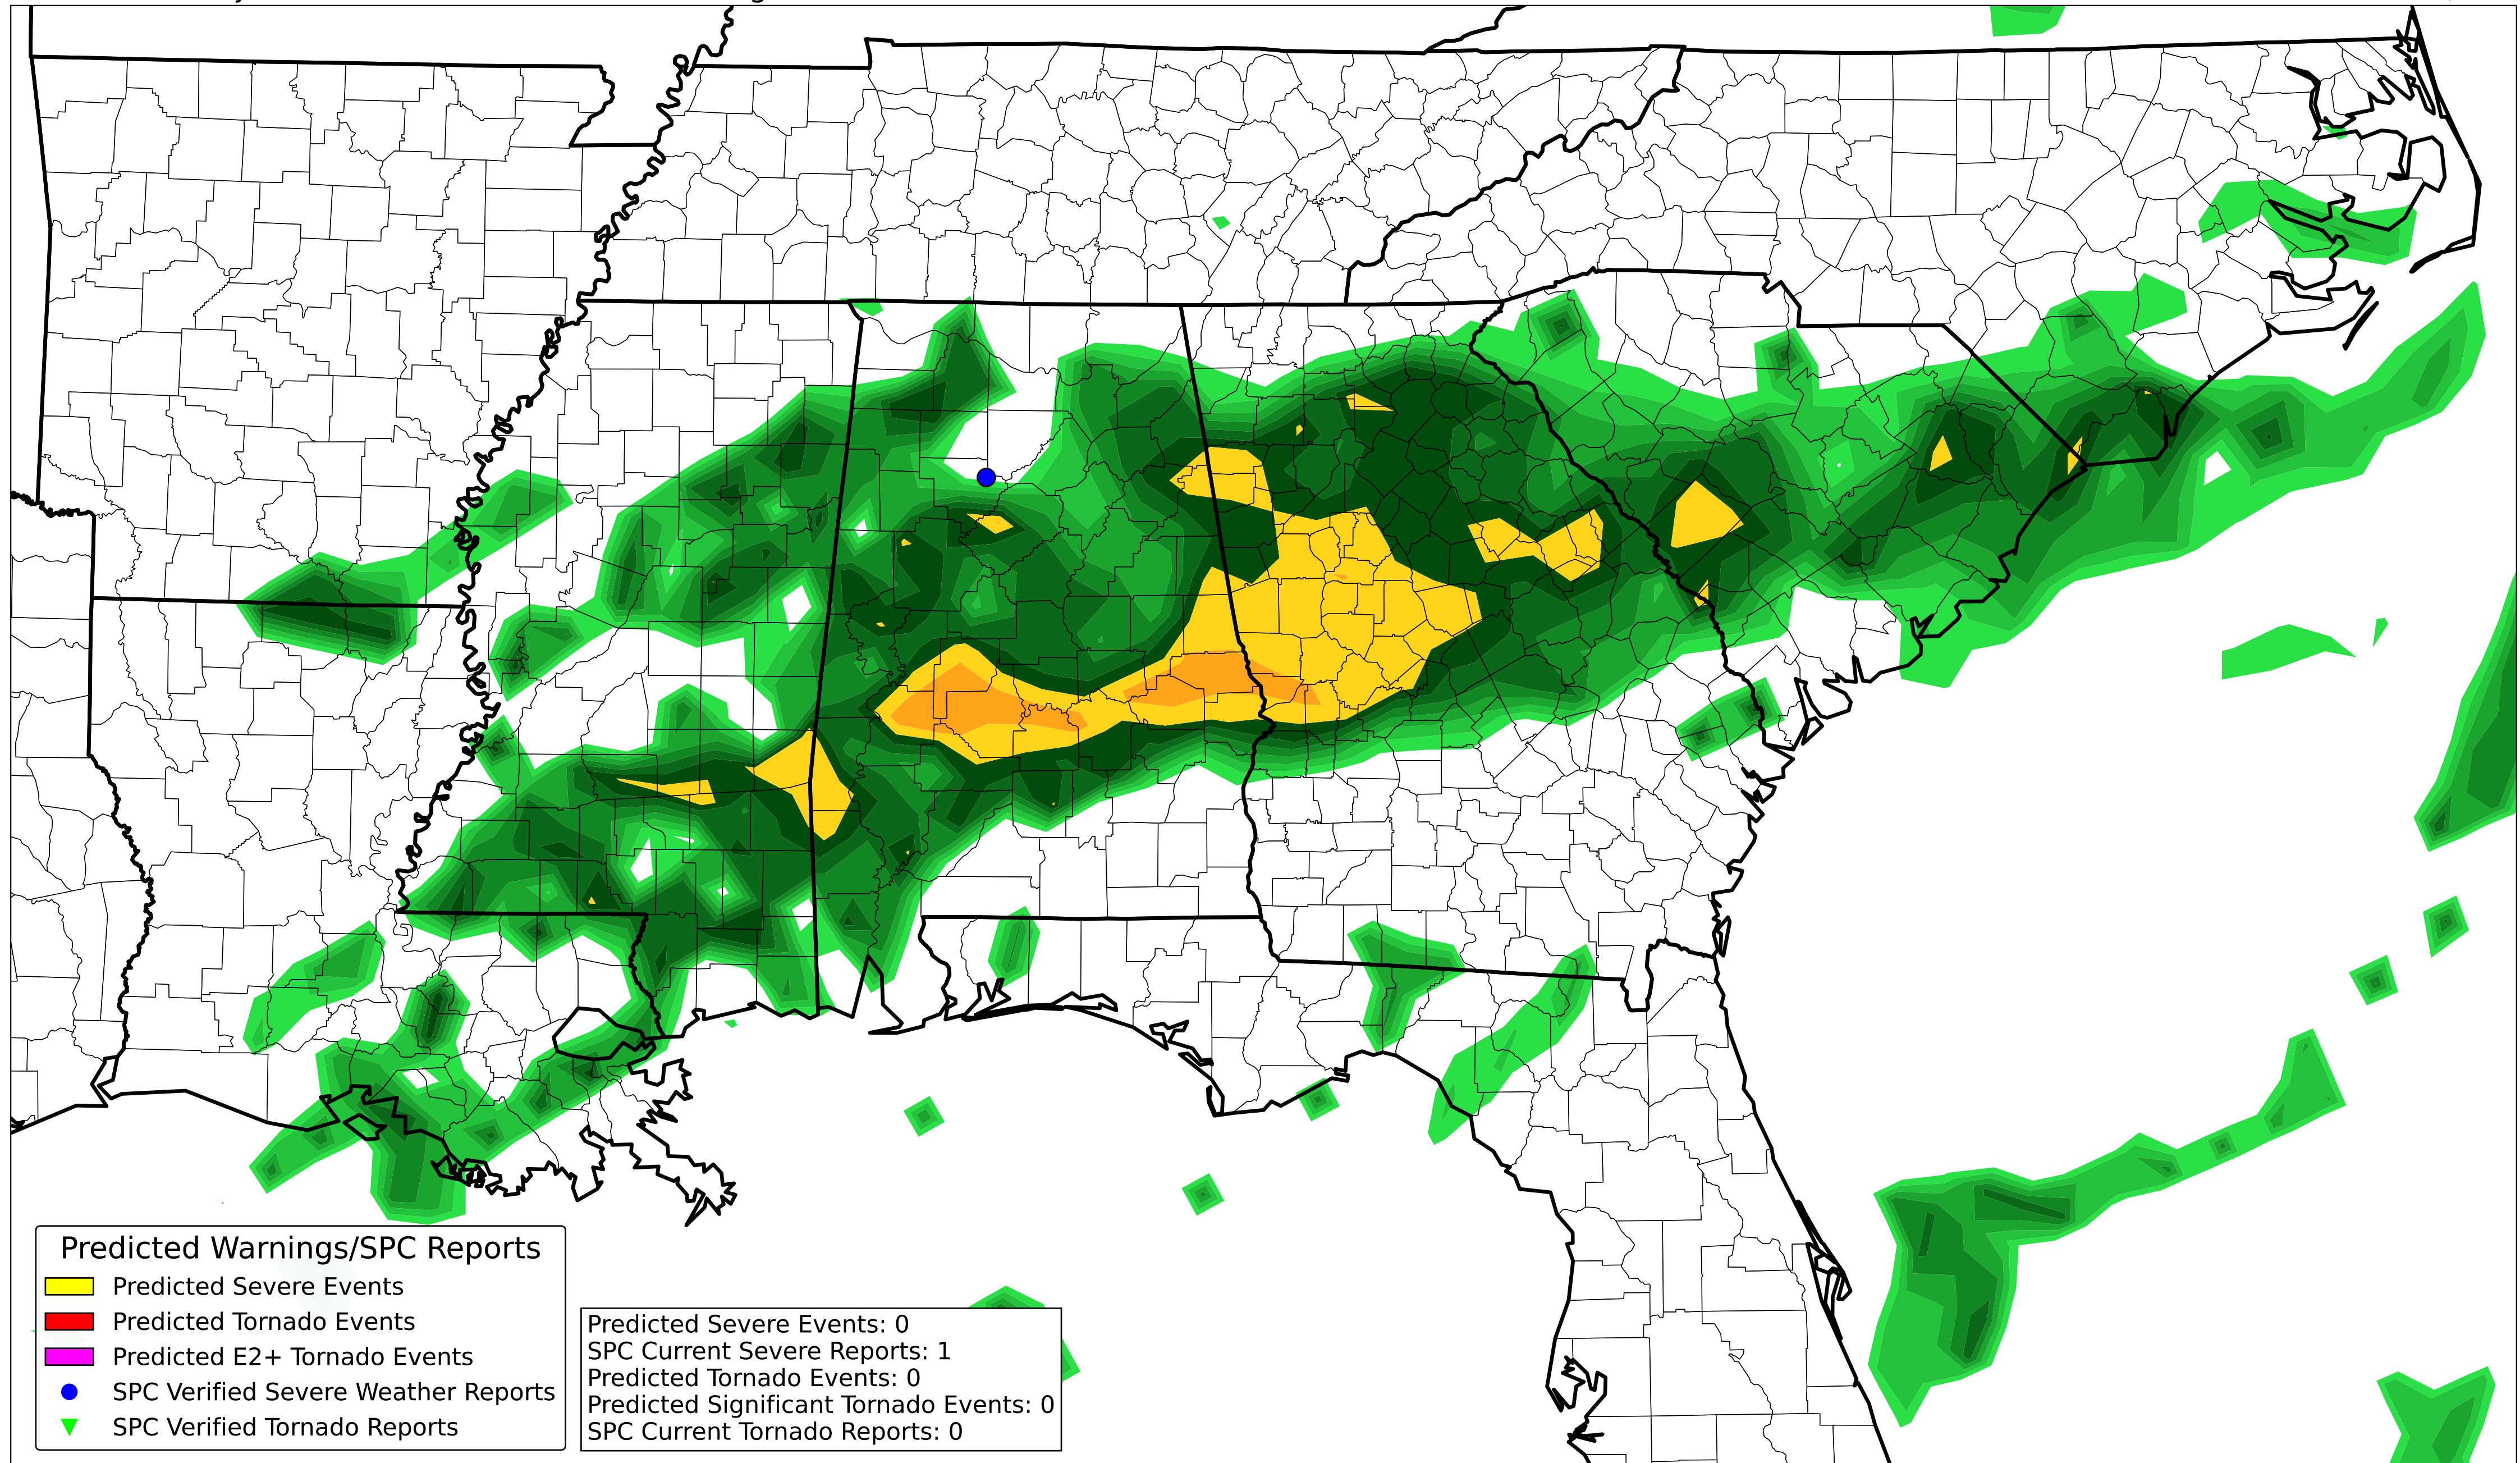 Predicted Warnings/SPC Reports
Predicted Severe Events
Predicted Tornado Events
Predicted E2+ Tornado Events
SPC Verified Severe Weather Reports
SPC Verified Tornado Reports
Predicted Severe Events: 0
SPC Current Severe Reports: 1
Predicted Tornado Events: 0
Predicted Significant Tornado Events: 0
SPC Current Tornado Reports: 0